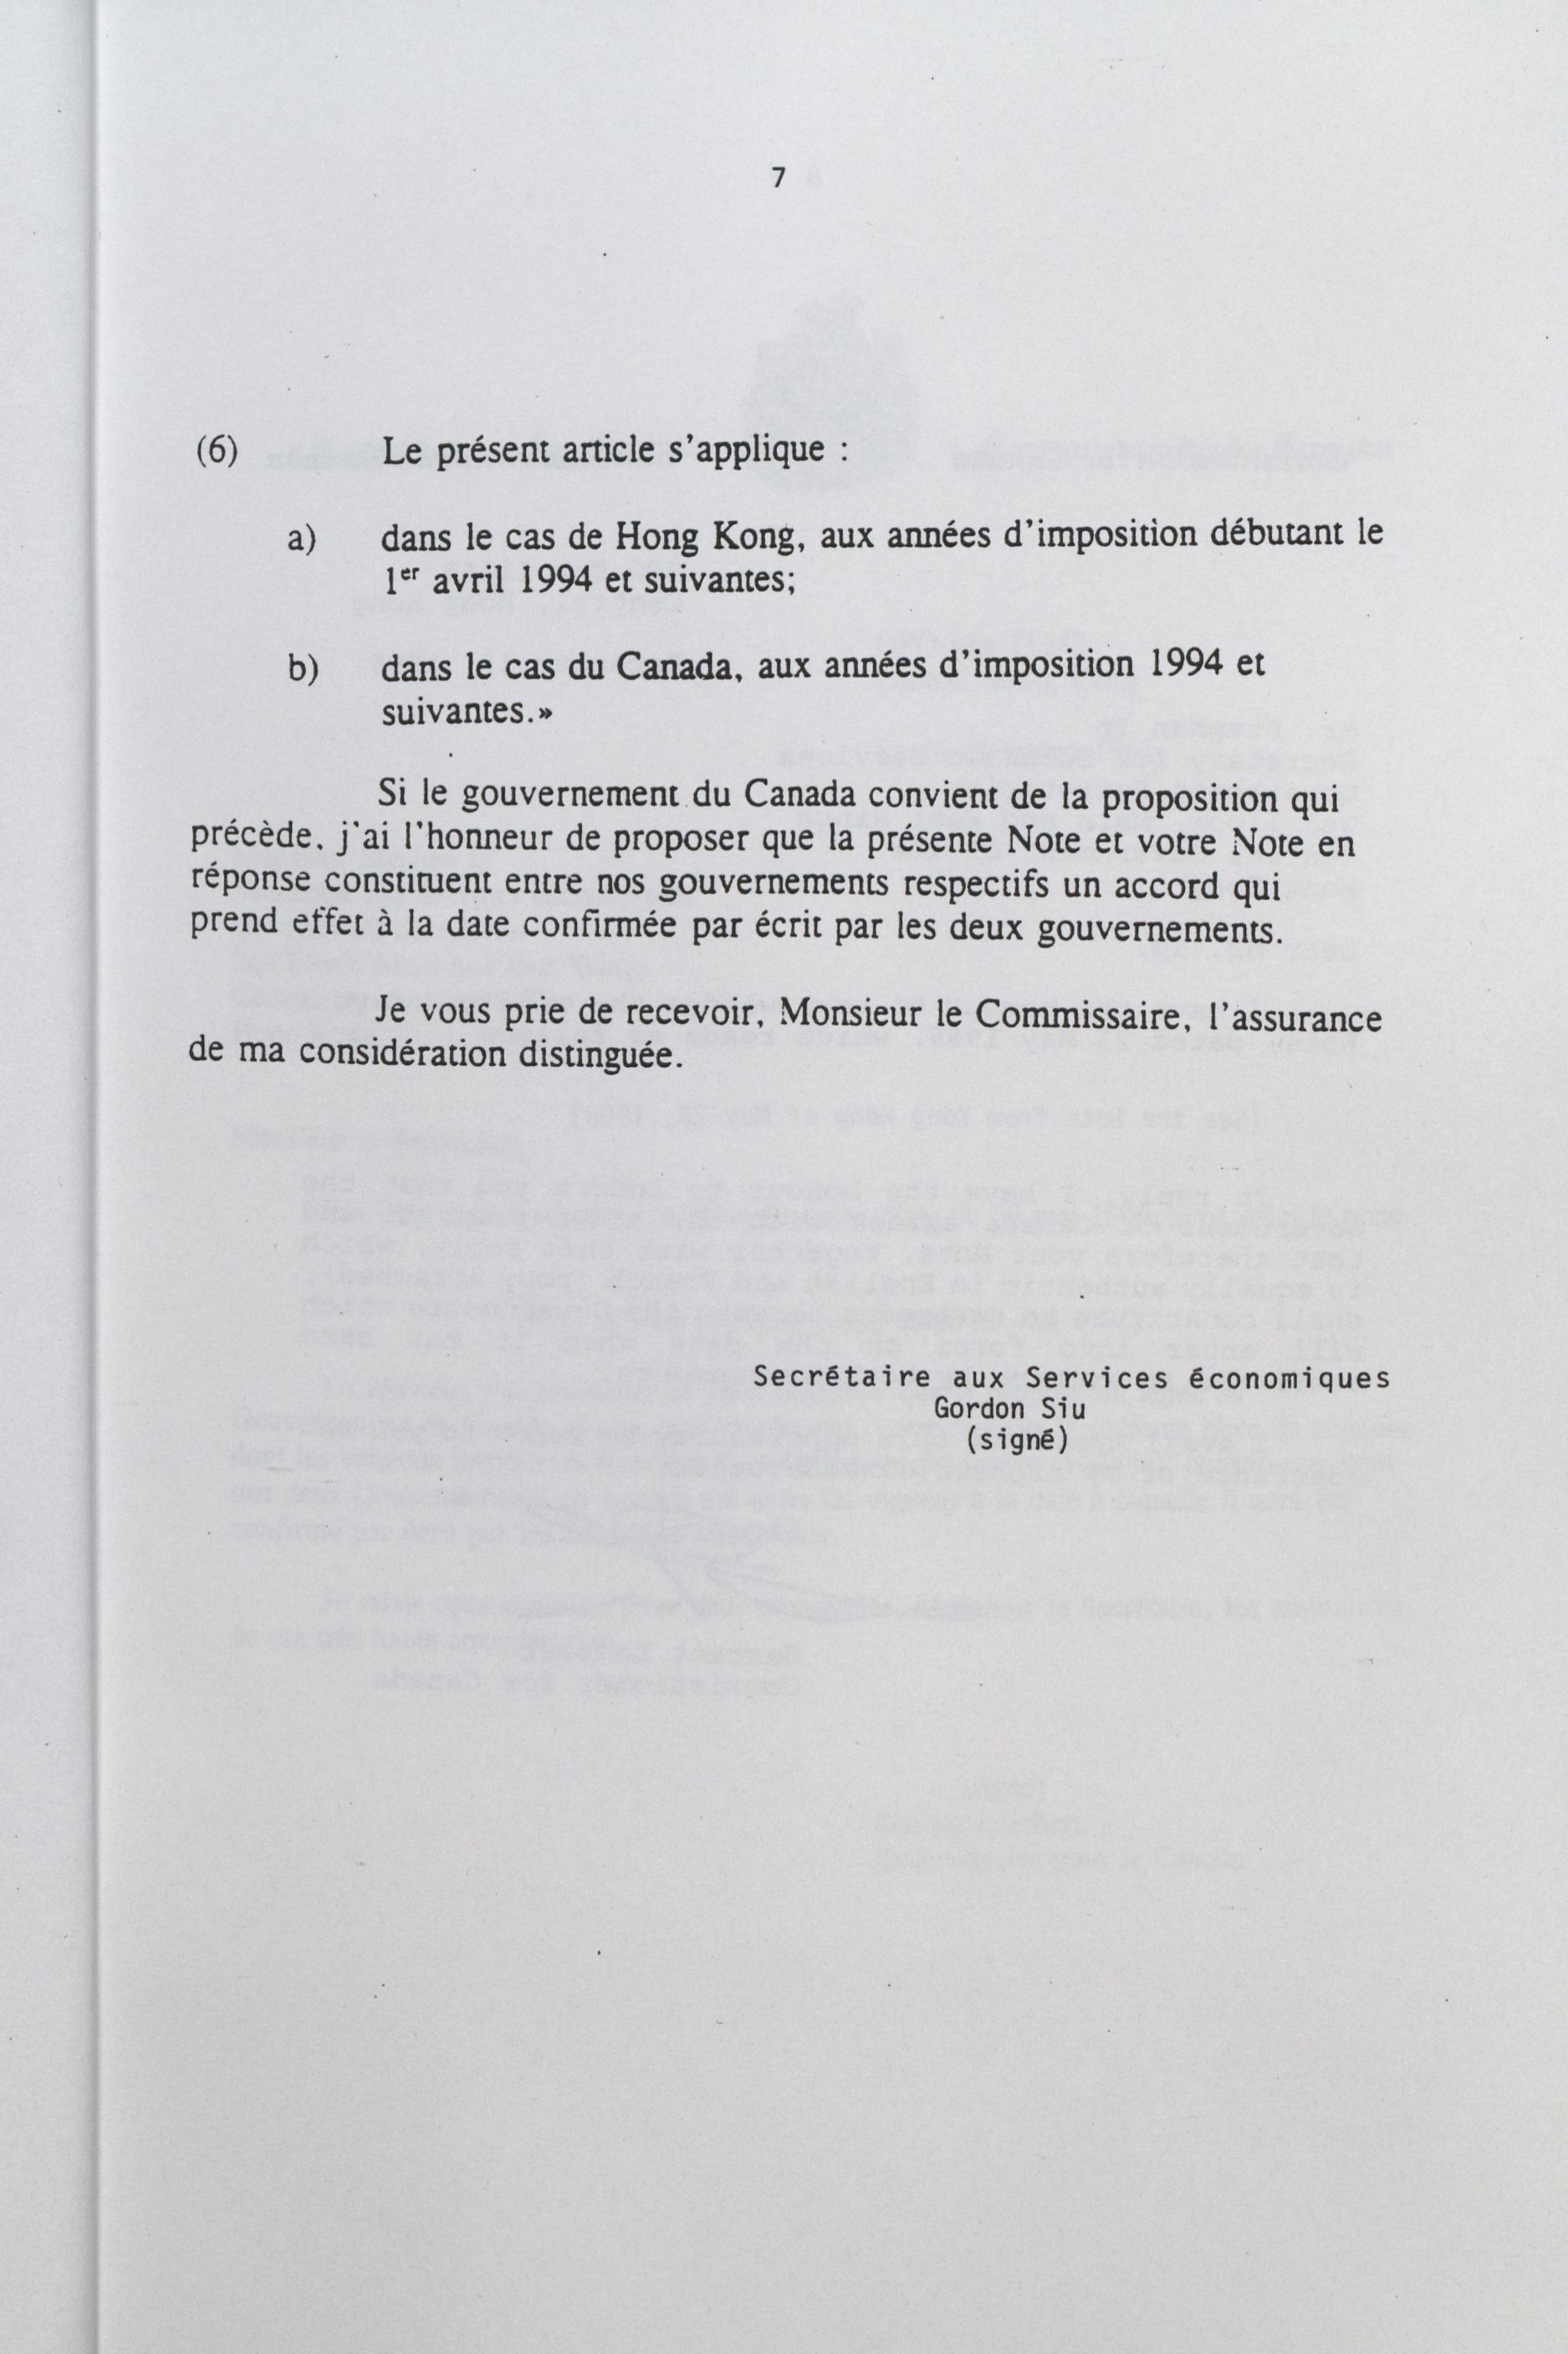 7
(6) Le présent article s'applique :
a) dans le cas de Hong Kong, aux années d'imposition débutant le
1er avril 1994 et suivantes;
b) dans le cas du Canada, aux années d'imposition 1994 et
suivantes.»
Si le gouvernement du Canada convient de la proposition qui
précède, j'ai l'honneur de proposer que la présente Note et votre Note en
réponse constituent entre nos gouvernements respectifs un accord qui
prend effet à la date confirmée par écrit par les deux gouvernements.
Je vous prie de recevoir, Monsieur le Commissaire, l'assurance
de ma considération distinguée.
Secrétaire aux Services économiques
Gordon Siu
(signé)